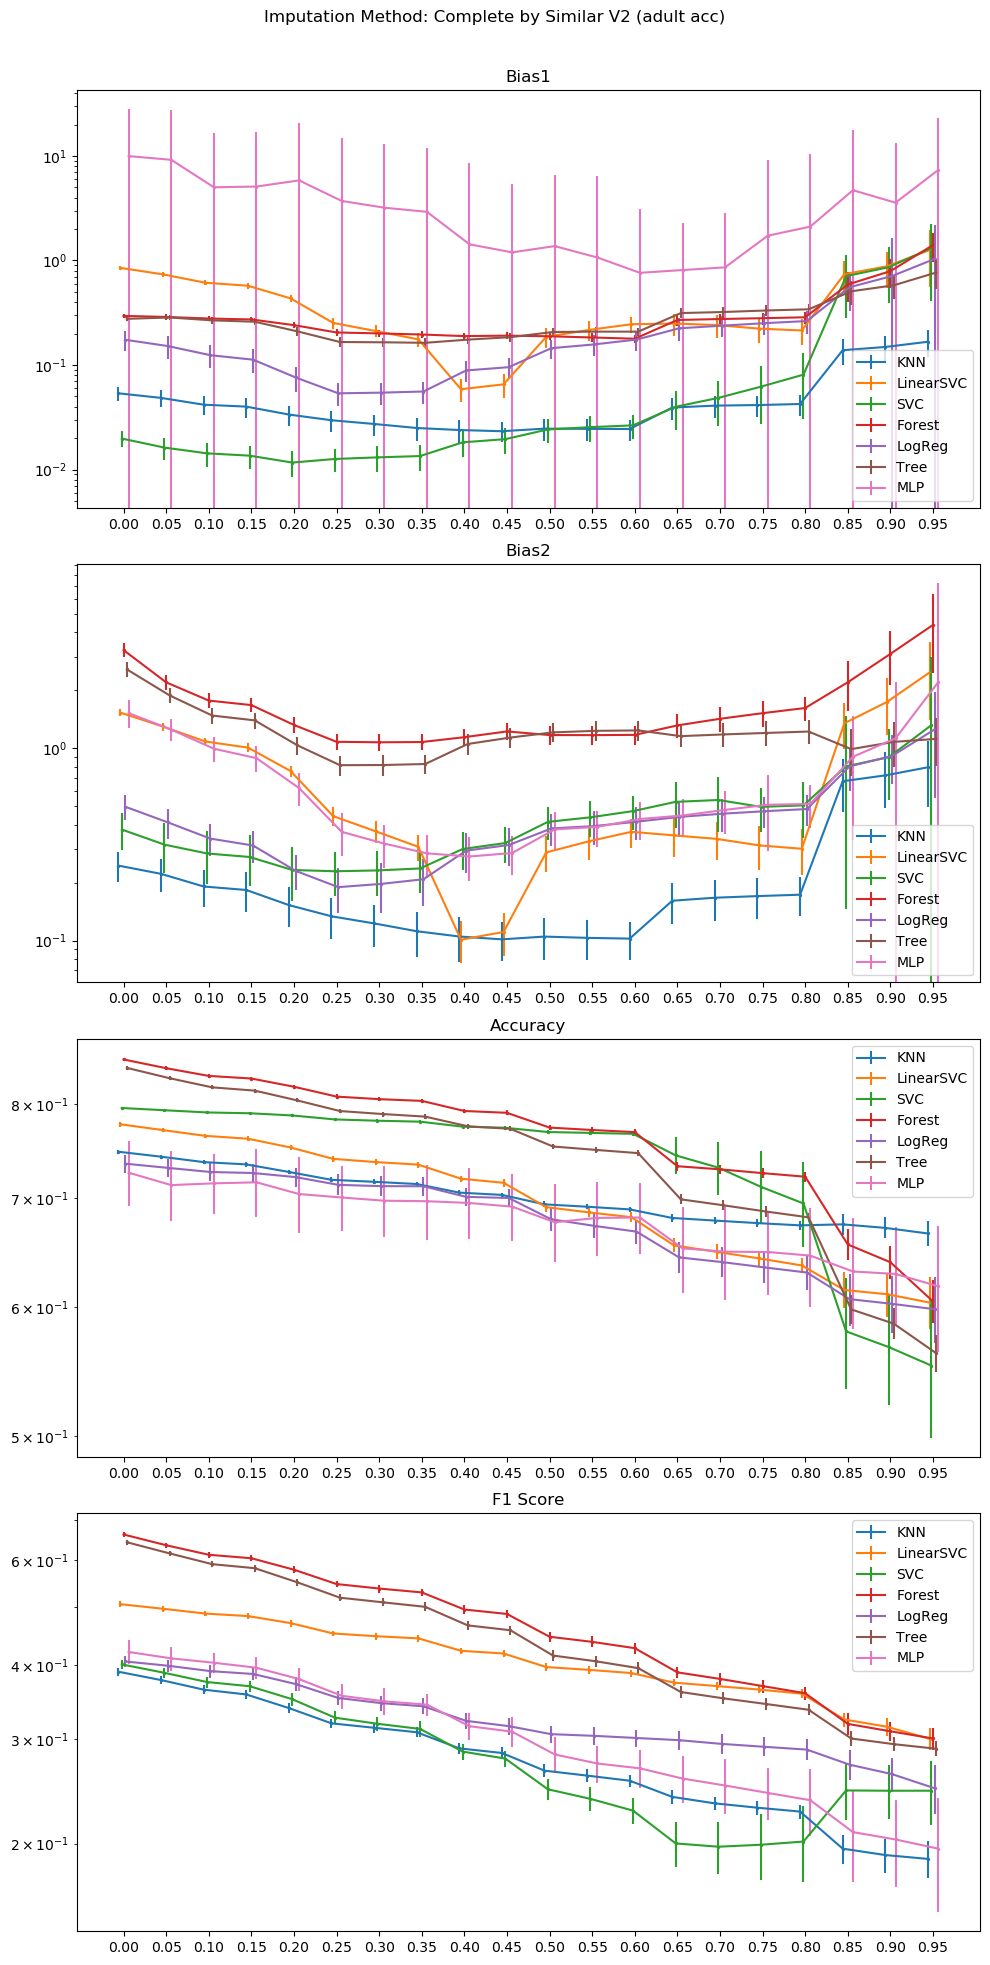 Imputation Method: Complete by Similar V2 (adult acc)
Bias1
10¹
10⁰
10⁻¹
10⁻²
KNN
LinearSVC
SVC
Forest
LogReg
Tree
MLP
0.00 0.05 0.10 0.15 0.20 0.25 0.30 0.35 0.40 0.45 0.50 0.55 0.60 0.65 0.70 0.75 0.80 0.85 0.90 0.95
Bias2
10⁰
10⁻¹
KNN
LinearSVC
SVC
Forest
LogReg
Tree
MLP
0.00 0.05 0.10 0.15 0.20 0.25 0.30 0.35 0.40 0.45 0.50 0.55 0.60 0.65 0.70 0.75 0.80 0.85 0.90 0.95
Accuracy
8 × 10⁻¹
7 × 10⁻¹
6 × 10⁻¹
5 × 10⁻¹
KNN
LinearSVC
SVC
Forest
LogReg
Tree
MLP
0.00 0.05 0.10 0.15 0.20 0.25 0.30 0.35 0.40 0.45 0.50 0.55 0.60 0.65 0.70 0.75 0.80 0.85 0.90 0.95
F1 Score
6 × 10⁻¹
4 × 10⁻¹
3 × 10⁻¹
2 × 10⁻¹
KNN
LinearSVC
SVC
Forest
LogReg
Tree
MLP
0.00 0.05 0.10 0.15 0.20 0.25 0.30 0.35 0.40 0.45 0.50 0.55 0.60 0.65 0.70 0.75 0.80 0.85 0.90 0.95